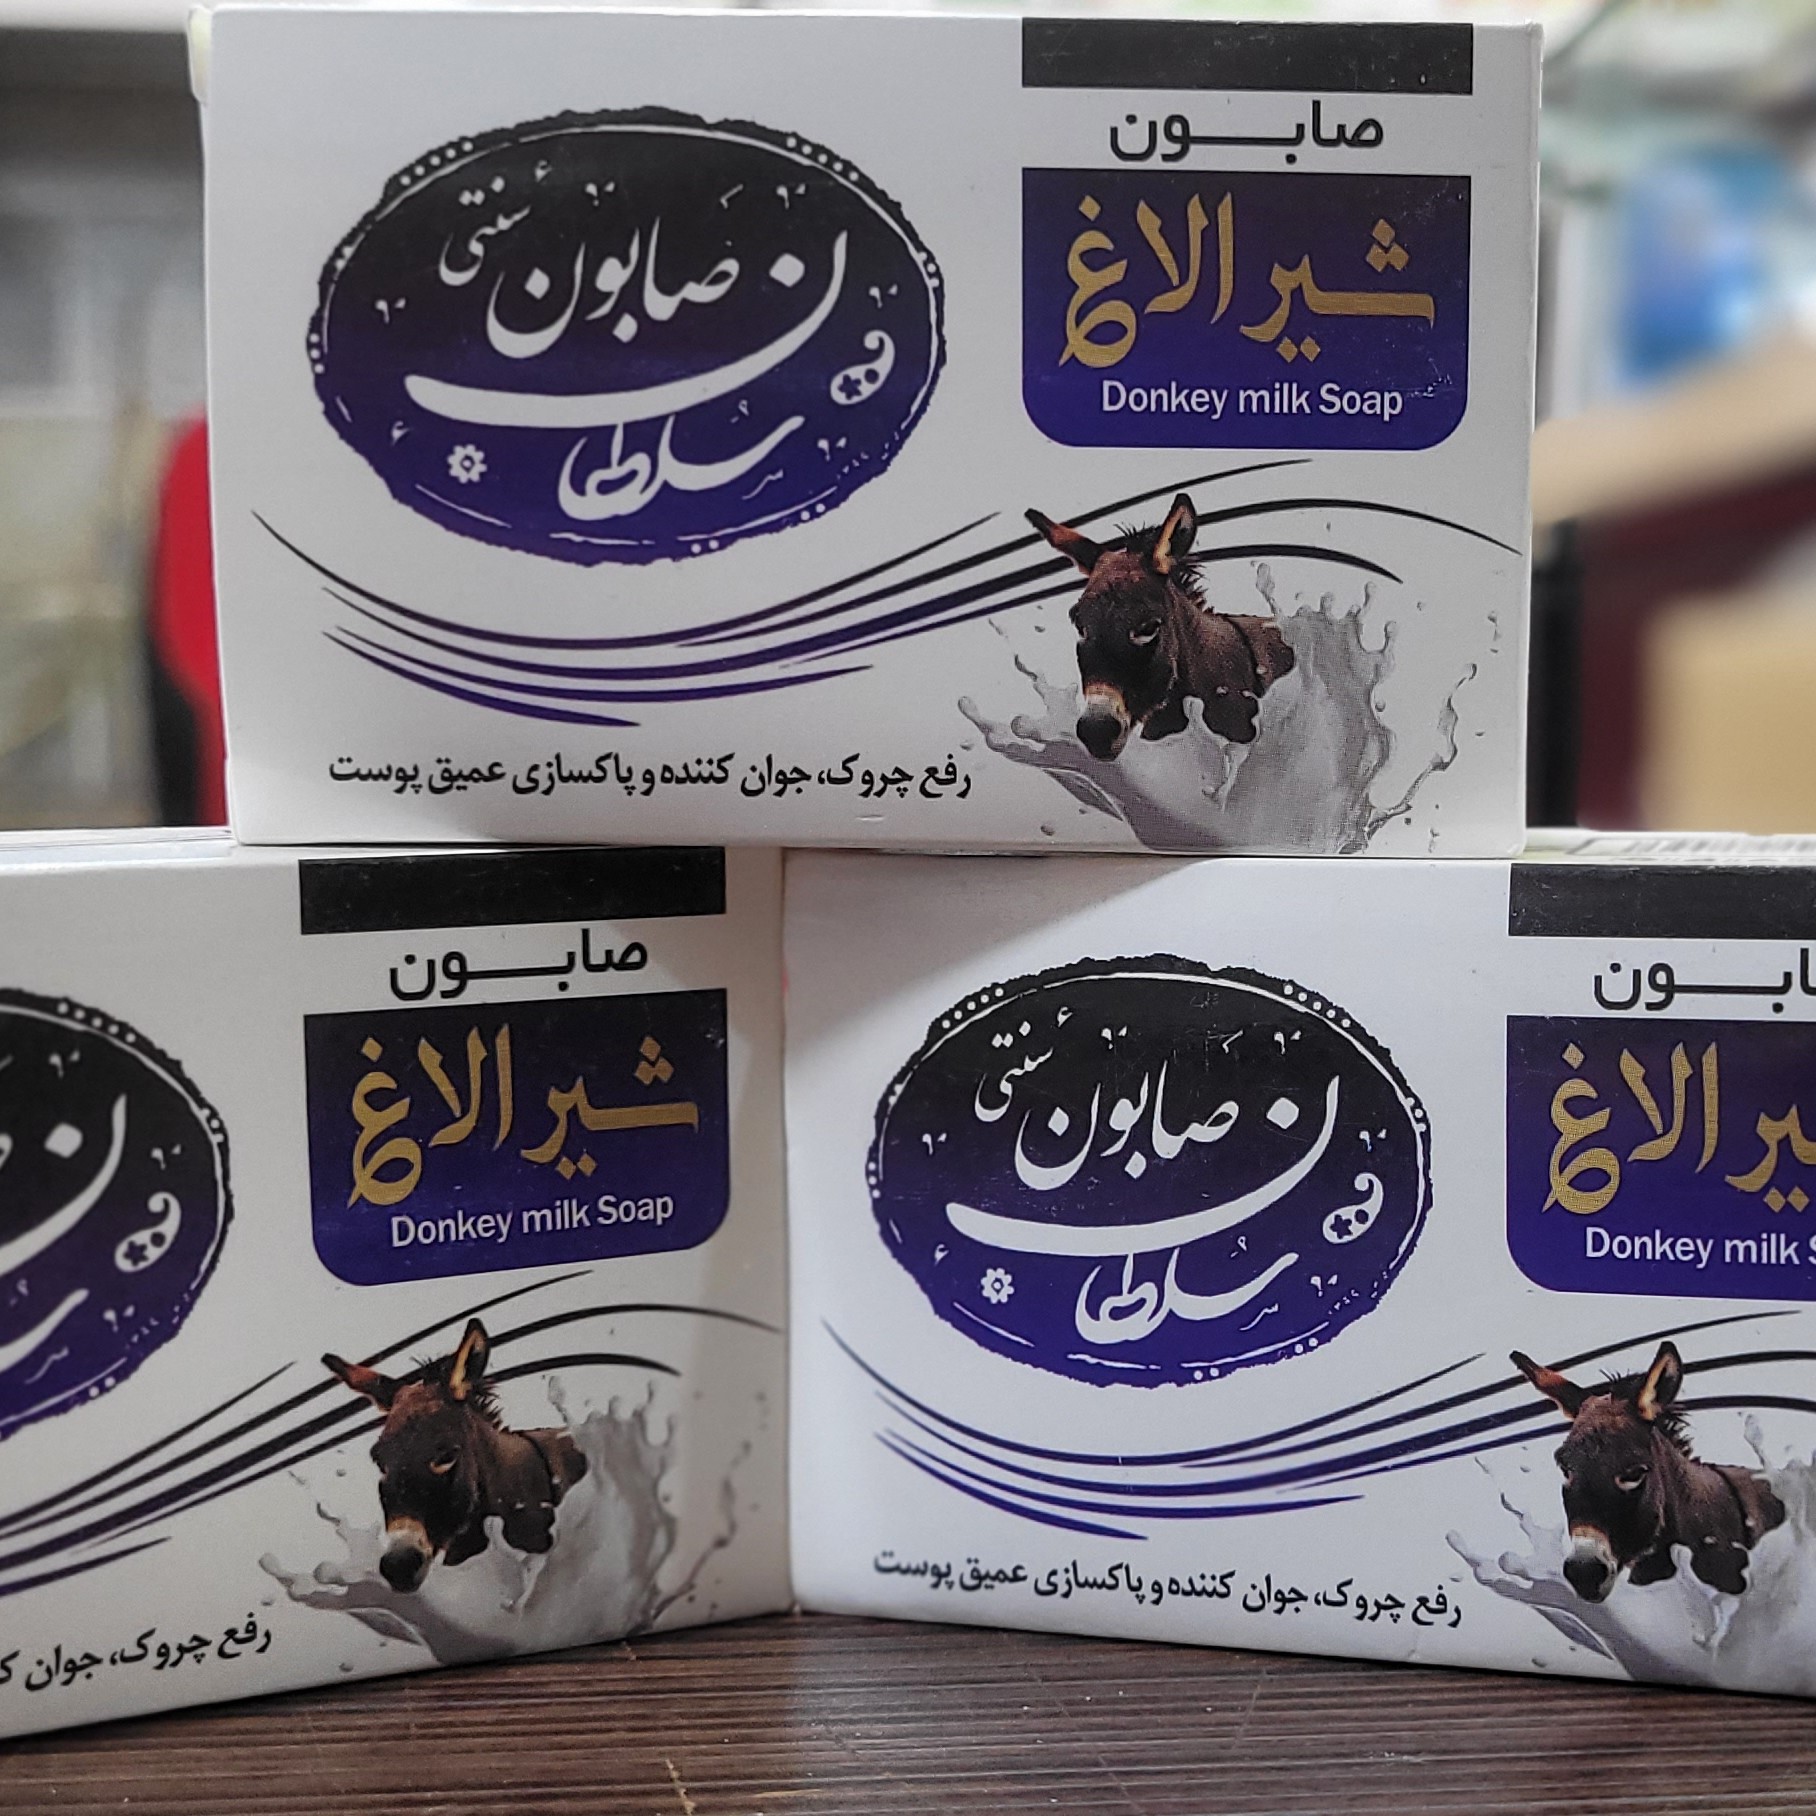 صابون
شیر الاغ
Donkey milk Soap
صابون سنتی
سلطان
رفع چروک، جوان کننده و پاکسازی عمیق پوست
صابون
شیر الاغ
Donkey milk Soap
رفع چروک، جوان
صابون سنتی
سلطان
Donkey milk
رفع چروک، جوان کننده و پاکسازی عمیق پوست